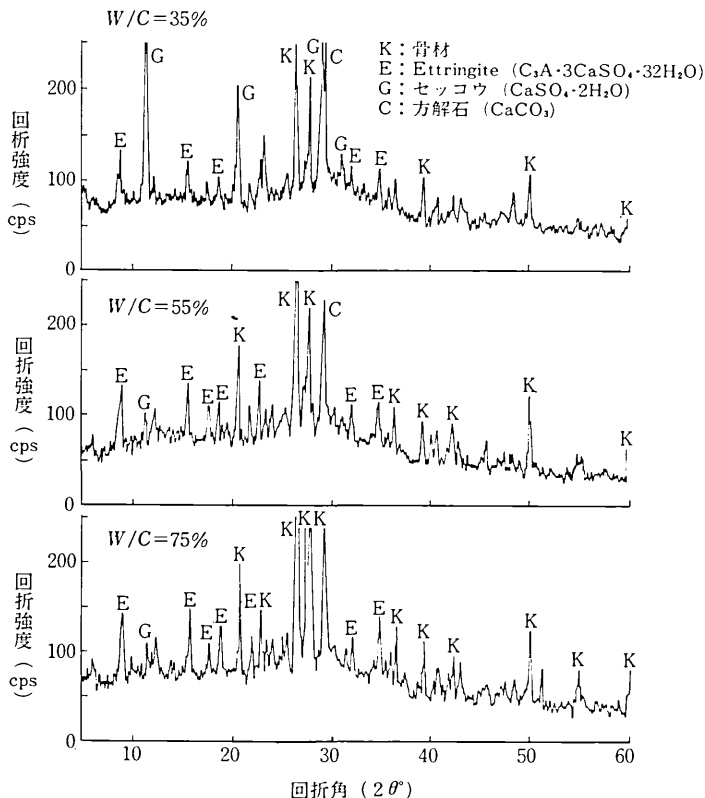 W/C=35%
K：骨材
E：Ettringite (C₃A·3CaSO₄·32H₂O)
G：セッコウ (CaSO₄·2H₂O)
C：方解石 (CaCO₃)
回析強度（cps）
200
100
0
E G E E G K K G C G E E K K K
W/C=55%
回折強度（cps）
200
100
0
E G E E E K E K K C E E K K K K K
W/C=75%
回折強度（cps）
200
100
0
E G E E E K E K K K K E E K K K K K K
10 20 30 40 50 60
回折角（2θ°）